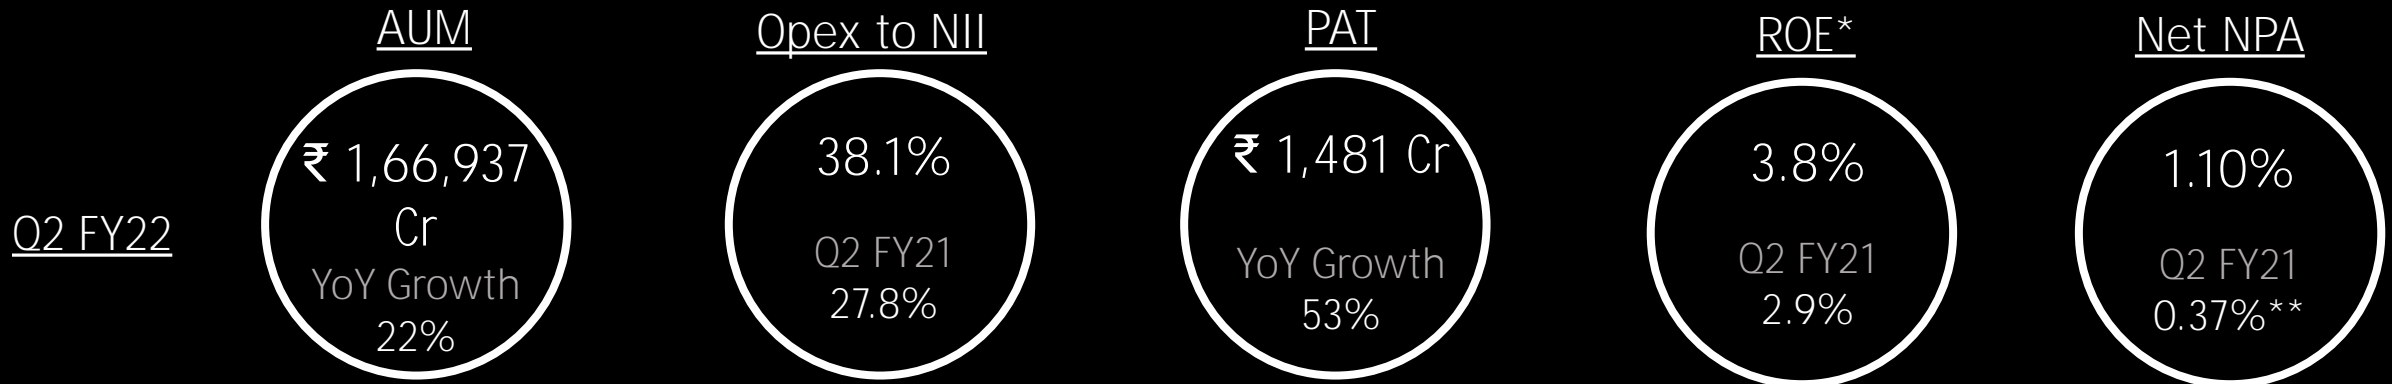 AUM
Opex to NII
PAT
ROE*
Net NPA
Q2 FY22
₹ 1,66,937
Cr
YoY Growth
22%
38.1%
Q2 FY21
27.8%
₹ 1,481 Cr
YoY Growth
53%
3.8%
Q2 FY21
2.9%
1.10%
Q2 FY21
0.37%**